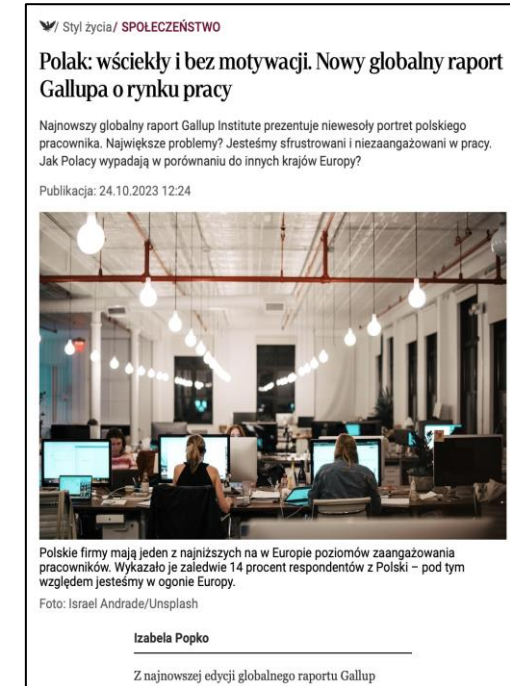 / Styl życia/ SPOŁECZEŃSTWO
Polak: wściekły i bez motywacji. Nowy globalny raport
Gallupa o rynku pracy
Najnowszy globalny raport Gallup Institute prezentuje niewesoły portret polskiego
pracownika. Największe problemy? Jesteśmy sfrustrowani i niezaangażowani w pracy.
Jak Polacy wypadają w porównaniu do innych krajów Europy?
Publikacja: 24.10.2023 12:24
Polskie firmy mają jeden z najniższych na w Europie poziomów zaangażowania
pracowników. Wykazało je zaledwie 14 procent respondentów z Polski – pod tym
względem jesteśmy w ogonie Europy.
Foto: Israel Andrade/Unsplash
Izabela Popko
Z najnowszej edycji globalnego raportu Gallup